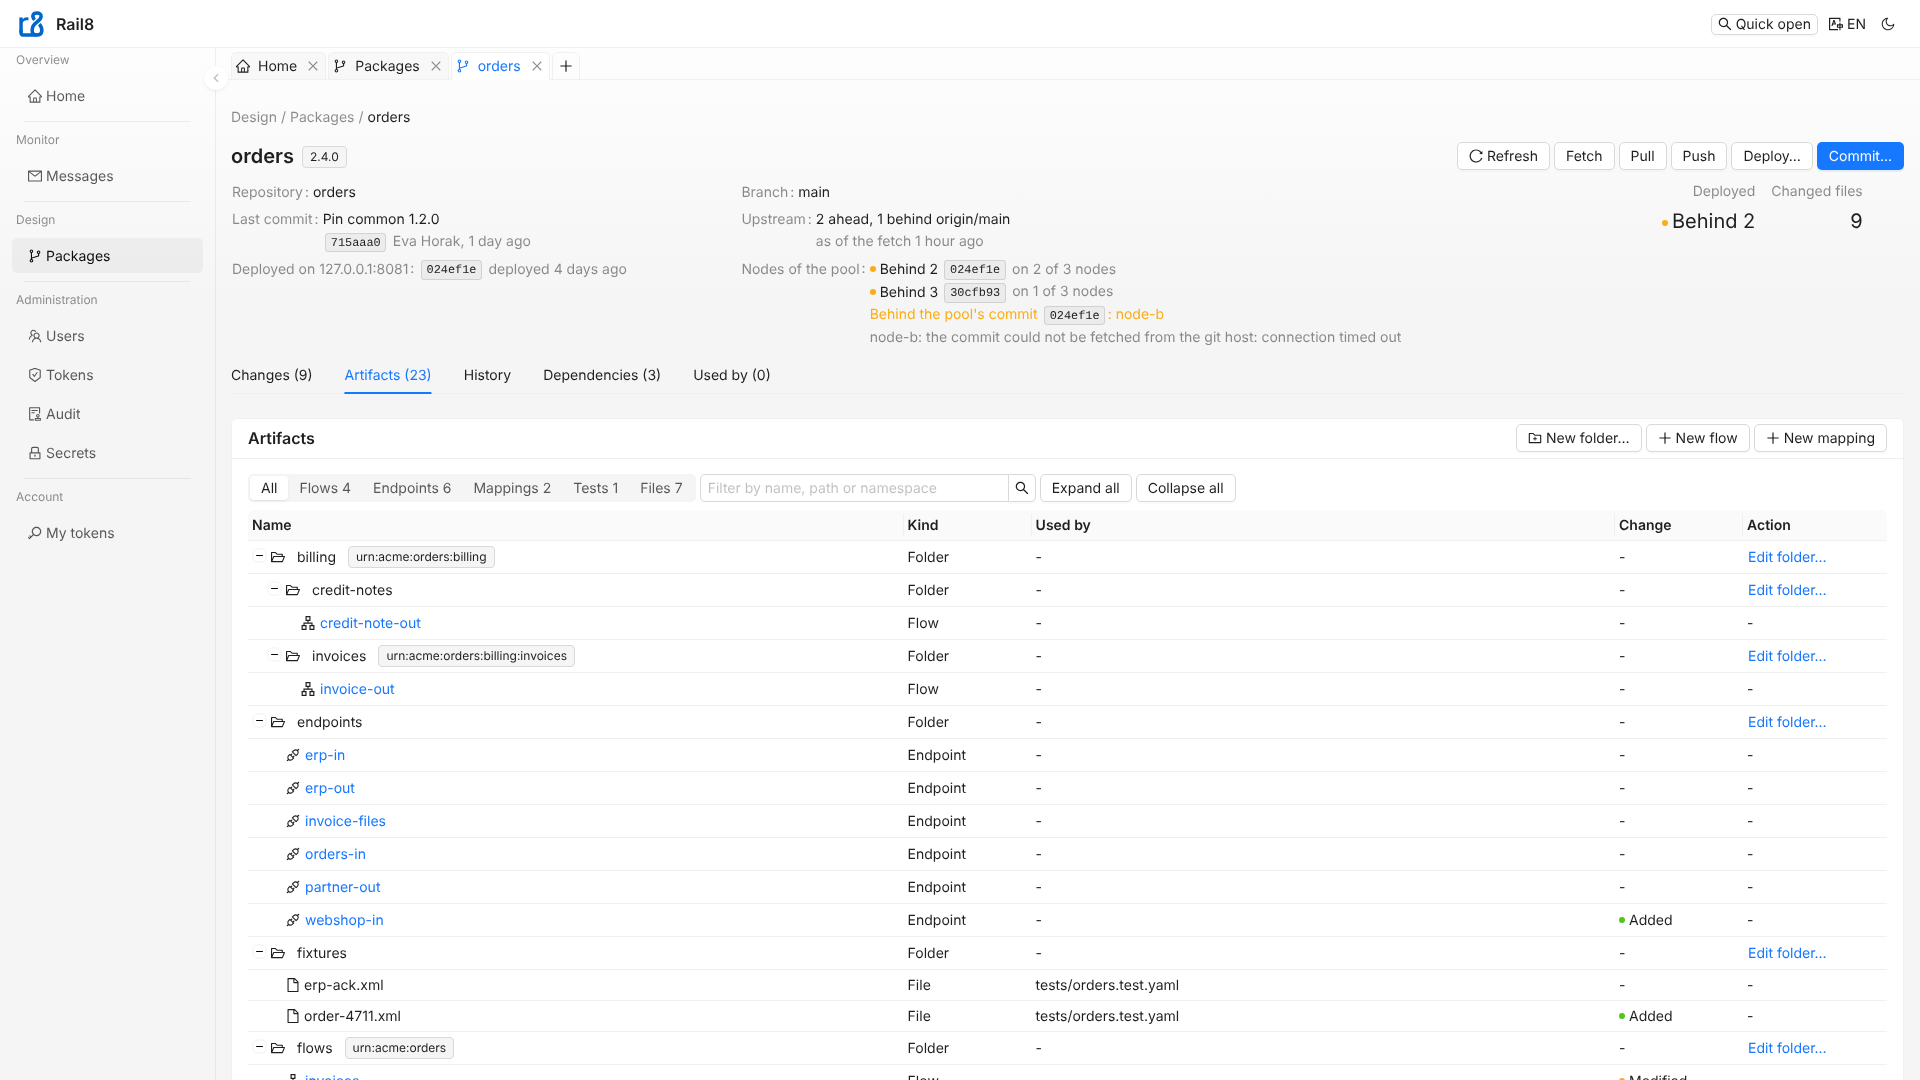 Rail8
Quick open
EN
Overview
Home
Monitor
Messages
Design
Packages
Administration
Users
Tokens
Audit
Secrets
Account
My tokens
Home
Packages
orders
Design / Packages / orders
orders 2.4.0
Refresh
Fetch
Pull
Push
Deploy...
Commit...
Repository: orders
Branch: main
Deployed
Changed files
Last commit: Pin common 1.2.0
Upstream: 2 ahead, 1 behind origin/main
Behind 2
9
715aaa0 Eva Horak, 1 day ago
as of the fetch 1 hour ago
Deployed on 127.0.0.1:8081: 024ef1e deployed 4 days ago
Nodes of the pool: Behind 2 024ef1e on 2 of 3 nodes
Behind 3 30cfb93 on 1 of 3 nodes
Behind the pool's commit 024ef1e : node-b
node-b: the commit could not be fetched from the git host: connection timed out
Changes (9)
Artifacts (23)
History
Dependencies (3)
Used by (0)
Artifacts
New folder...
New flow
New mapping
All
Flows 4
Endpoints 6
Mappings 2
Tests 1
Files 7
Filter by name, path or namespace
Expand all
Collapse all
Name Kind Used by Change Action
billing urn:acme:orders:billing Folder - - Edit folder...
credit-notes Folder - - Edit folder...
credit-note-out Flow - - -
invoices urn:acme:orders:billing:invoices Folder - - Edit folder...
invoice-out Flow - - -
endpoints Folder - - Edit folder...
erp-in Endpoint - - -
erp-out Endpoint - - -
invoice-files Endpoint - - -
orders-in Endpoint - - -
partner-out Endpoint - - -
webshop-in Endpoint - Added -
fixtures Folder - - Edit folder...
erp-ack.xml File tests/orders.test.yaml - -
order-4711.xml File tests/orders.test.yaml Added -
flows urn:acme:orders Folder - - Edit folder...
invoices Flow Modified